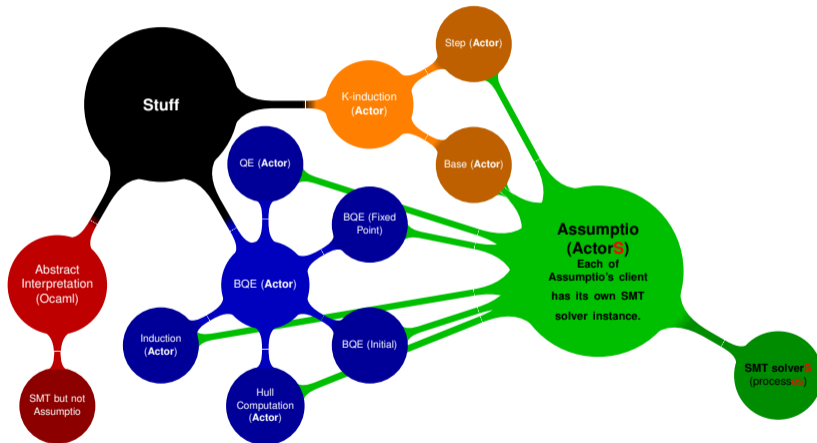 Stuff
Step (Actor)
K-induction
(Actor)
Base (Actor)
QE (Actor)
BQE (Fixed
Point)
Assumptio
(ActorS)
Each of
Assumptio's client
has its own SMT
solver instance.
Abstract
Interpretation
(Ocaml)
BQE (Actor)
Induction
(Actor)
BQE (Initial)
SMT but not
Assumptio
Hull
Computation
(Actor)
SMT solverS
(processes)